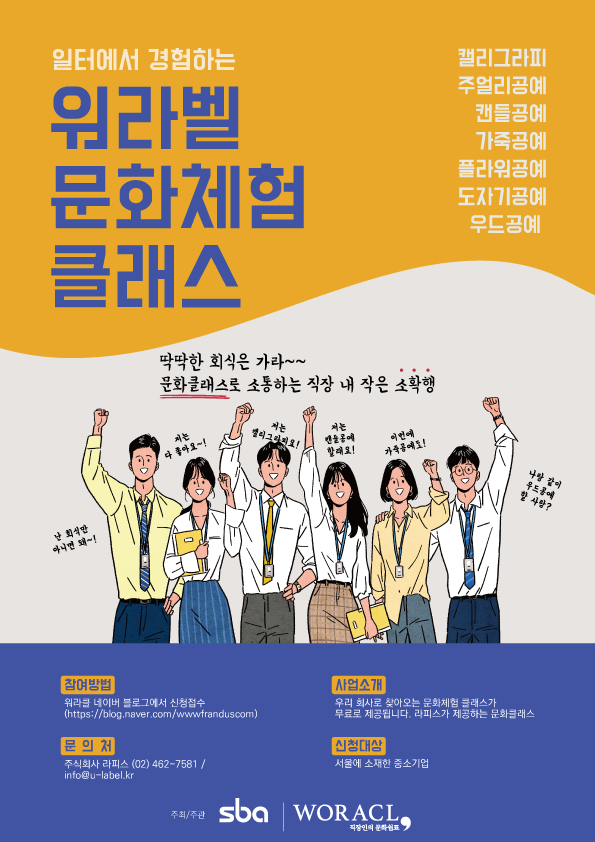 일터에서 경험하는
워라벨
문화체험
클래스
캘리그라피
주얼리공예
캔들공예
가죽공예
플라워공예
도자기공예
우드공예
딱딱한 회식은 가라~~
문화클래스로 소통하는 직장 내 작은 소확행
난 회식만
아니면 돼~!
저는
다 좋아요~!
저는
캘리그라피요!
저는
캔들공예
할래요!
이번에
가죽공예도!
나랑 같이
우드공예
할 사람?
참여방법
워라클 네이버 블로그에서 신청접수
(https://blog.naver.com/wwwfranduscom)
문 의 처
주식회사 라피스 (02) 462-7581 /
info@u-label.kr
사업소개
우리 회사로 찾아오는 문화체험 클래스가
무료로 제공됩니다. 라피스가 제공하는 문화클래스
신청대상
서울에 소재한 중소기업
주최/주관
sba
WORACL,
직장인의 문화쉼표